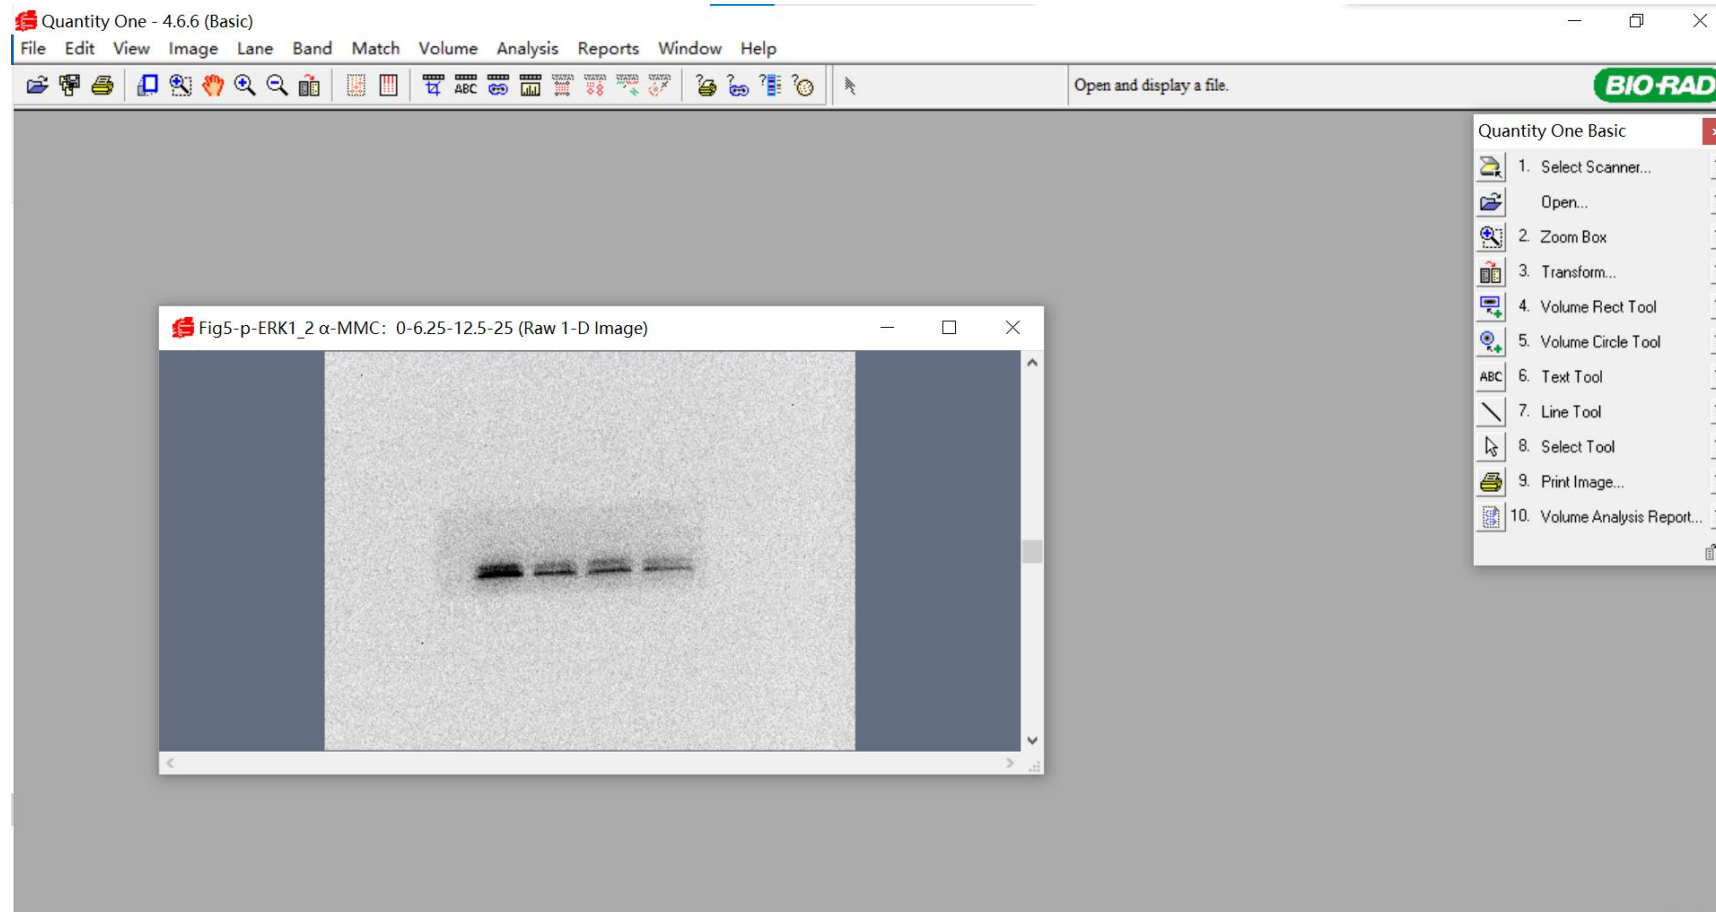 Quantity One - 4.6.6 (Basic)
File Edit View Image Lane Band Match Volume Analysis Reports Window Help
ABC
Open and display a file.
BIO-RAD
Quantity One Basic
1. Select Scanner...
Open...
2. Zoom Box
3. Transform...
4. Volume Rect Tool
5. Volume Circle Tool
ABC 6. Text Tool
7. Line Tool
8. Select Tool
9. Print Image...
10. Volume Analysis Report...
Fig5-p-ERK1_2 α-MMC：0-6.25-12.5-25 (Raw 1-D Image)